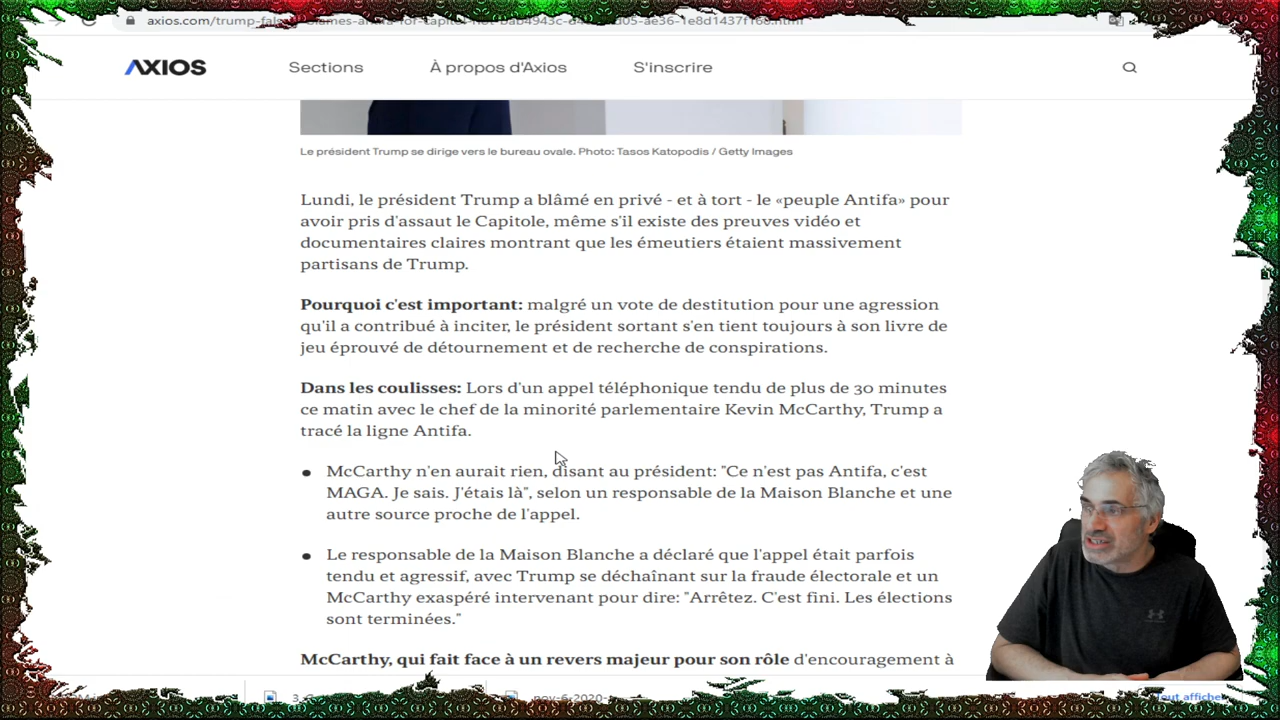 AXIOS Sections À propos d'Axios S'inscrire
Le président Trump se dirige vers le bureau ovale. Photo: Tasos Katopodis / Getty Images
Lundi, le président Trump a blâmé en privé - et à tort - le «peuple Antifa» pour
avoir pris d'assaut le Capitole, même s'il existe des preuves vidéo et
documentaires claires montrant que les émeutiers étaient massivement
partisans de Trump.
Pourquoi c'est important: malgré un vote de destitution pour une agression
qu'il a contribué à inciter, le président sortant s'en tient toujours à son livre de
jeu éprouvé de détournement et de recherche de conspirations.
Dans les coulisses: Lors d'un appel téléphonique tendu de plus de 30 minutes
ce matin avec le chef de la minorité parlementaire Kevin McCarthy, Trump a
tracé la ligne Antifa.
● McCarthy n'en aurait rien, disant au président: "Ce n'est pas Antifa, c'est
MAGA. Je sais. J'étais là", selon un responsable de la Maison Blanche et une
autre source proche de l'appel.
● Le responsable de la Maison Blanche a déclaré que l'appel était parfois
tendu et agressif, avec Trump se déchaînant sur la fraude électorale et un
McCarthy exaspéré intervenant pour dire: "Arrêtez. C'est fini. Les élections
sont terminées."
McCarthy, qui fait face à un revers majeur pour son rôle d'encouragement à